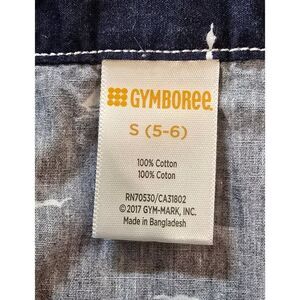 GYMBOREE
S (5-6)
100% Cotton
100% Coton
RN70530/CA31802
©2017 GYM-MARK, INC.
Made in Bangladesh